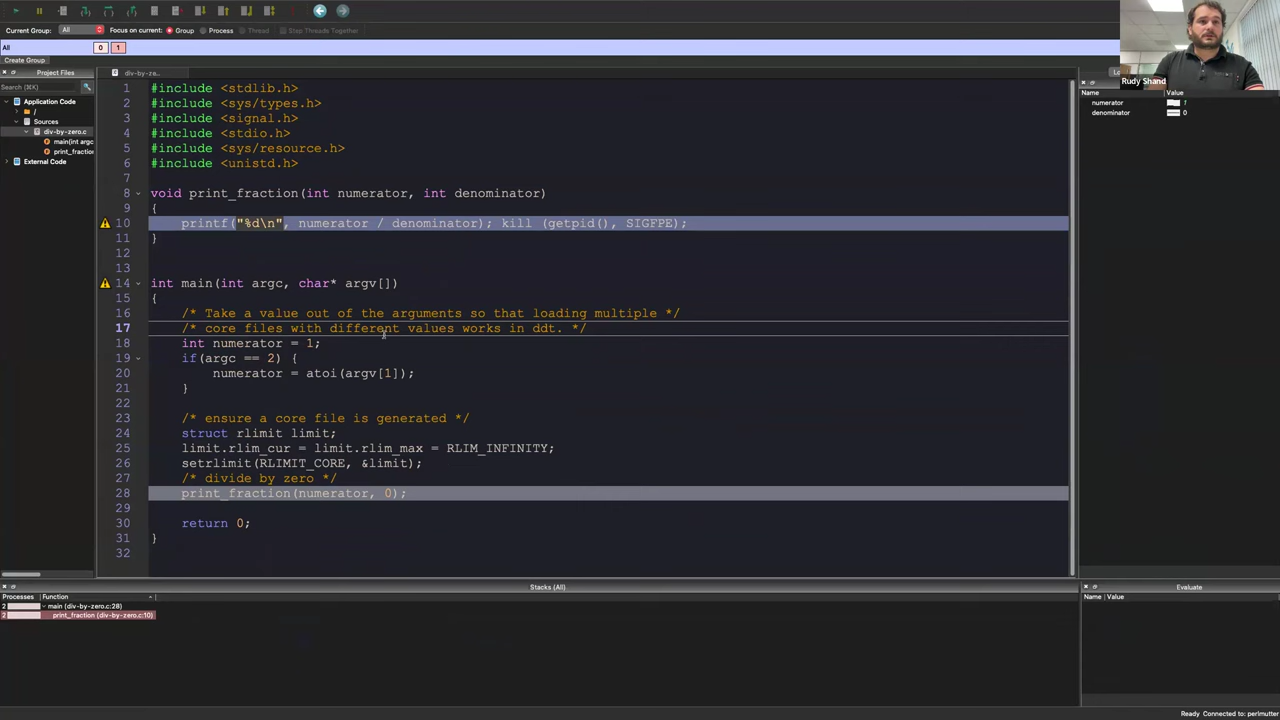 Current Group: All Focus on current: Group Process Thread Step Threads Together
All 0 1
Create Group
Project Files
Search (⌘K)
Application Code
/
Sources
div-by-zero.c
main(int argc
print_fraction
External Code
div-by-ze...
1 #include <stdlib.h>
2 #include <sys/types.h>
3 #include <signal.h>
4 #include <stdio.h>
5 #include <sys/resource.h>
6 #include <unistd.h>
7
8 void print_fraction(int numerator, int denominator)
9 {
10 printf("%d\n", numerator / denominator); kill (getpid(), SIGFPE);
11 }
12
13
14 int main(int argc, char* argv[])
15 {
16 /* Take a value out of the arguments so that loading multiple */
17 /* core files with different values works in ddt. */
18 int numerator = 1;
19 if(argc == 2) {
20 numerator = atoi(argv[1]);
21 }
22
23 /* ensure a core file is generated */
24 struct rlimit limit;
25 limit.rlim_cur = limit.rlim_max = RLIM_INFINITY;
26 setrlimit(RLIMIT_CORE, &limit);
27 /* divide by zero */
28 print_fraction(numerator, 0);
29
30 return 0;
31 }
32
Rudy Shand
Lo
Name Value
numerator 1
denominator 0
Stacks (All)
Processes Function
2 main (div-by-zero.c:28)
2 print_fraction (div-by-zero.c:10)
Evaluate
Name Value
Ready Connected to: perlmutter